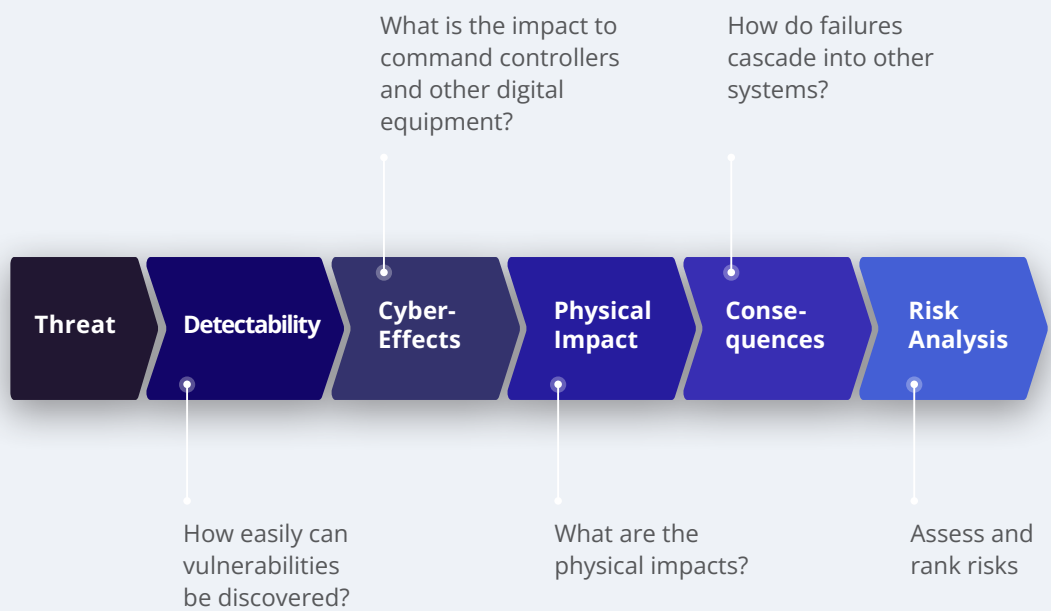 What is the impact to
command controllers
and other digital
equipment?
How do failures
cascade into other
systems?
Threat
Detectability
Cyber-
Effects
Physical
Impact
Conse-
quences
Risk
Analysis
How easily can
vulnerabilities
be discovered?
What are the
physical impacts?
Assess and
rank risks